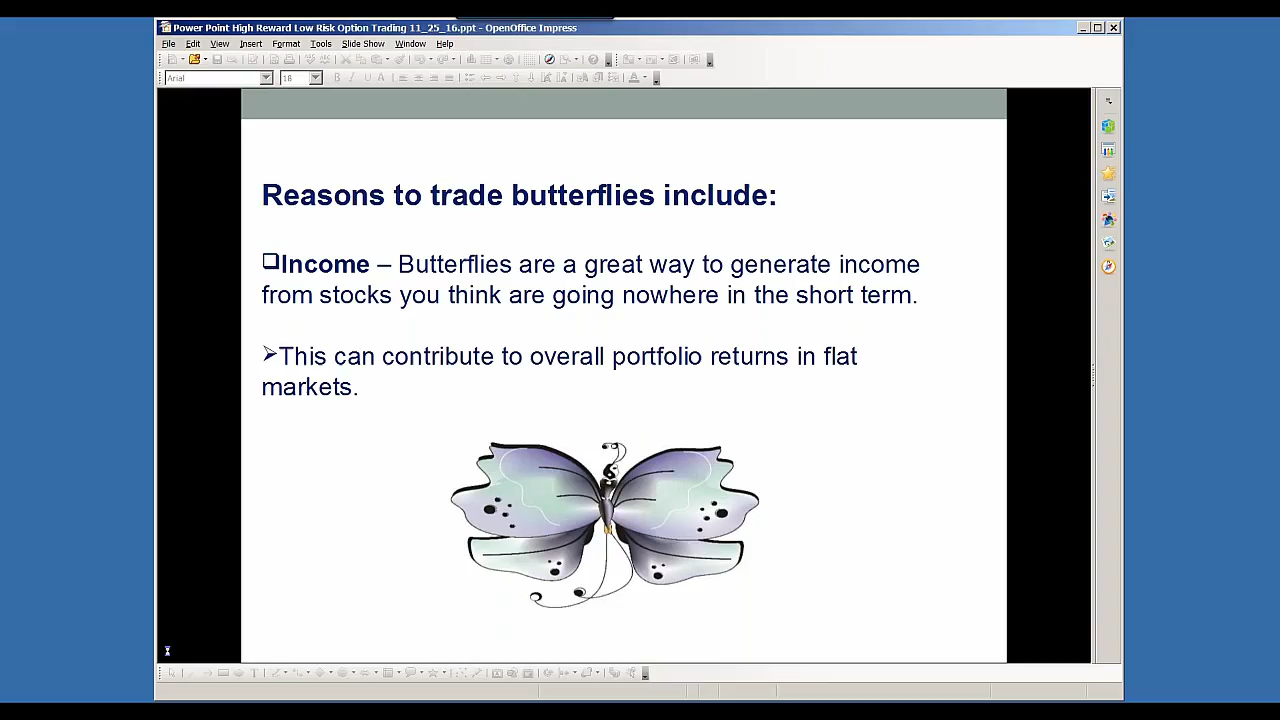 Power Point High Reward Low Risk Option Trading 11_25_16.ppt - OpenOffice Impress
File Edit View Insert Format Tools Slide Show Window Help
Arial 18
Reasons to trade butterflies include:
Income – Butterflies are a great way to generate income
from stocks you think are going nowhere in the short term.
This can contribute to overall portfolio returns in flat
markets.